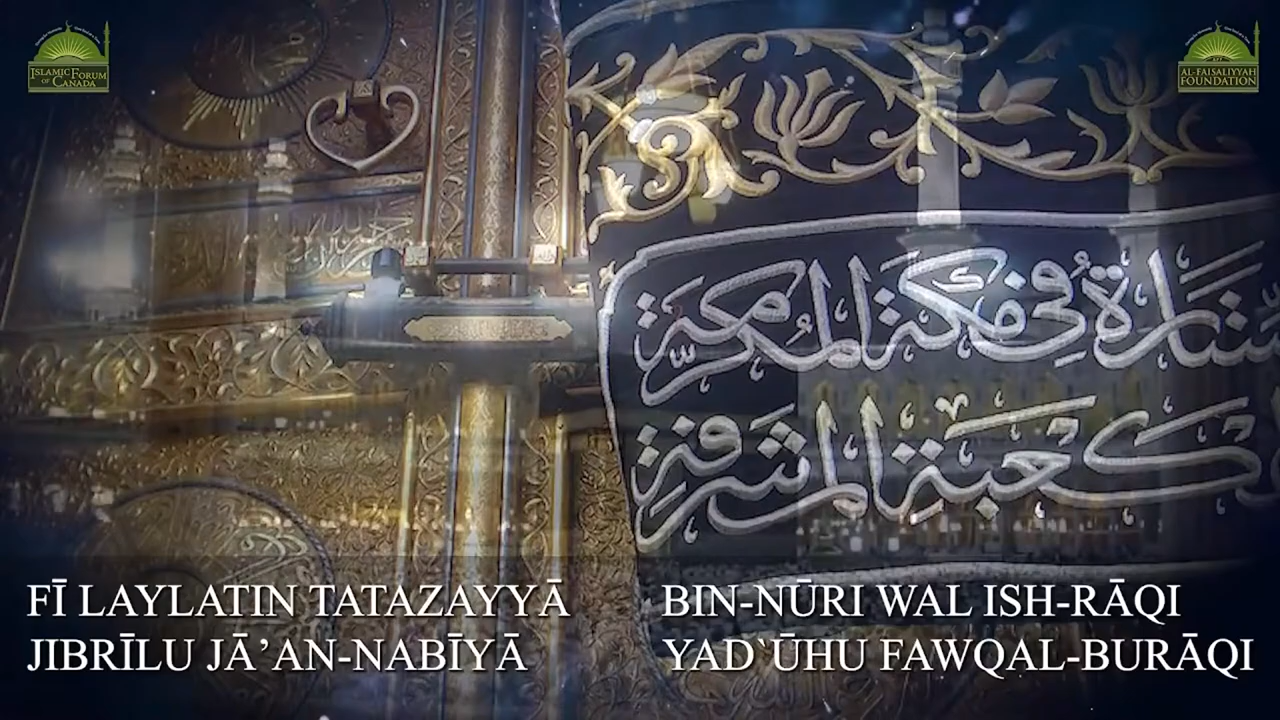 ISLAMIC FORUM
OF CANADA
AL-FAISALIYYAH
FOUNDATION
ستارة في مكة المكرمة
لكعبة المشرفة
FĪ LAYLATIN TATAZAYYĀ BIN-NŪRI WAL ISH-RĀQI
JIBRĪLU JĀ’AN-NABĪYĀ YAD`ŪHU FAWQAL-BURĀQI